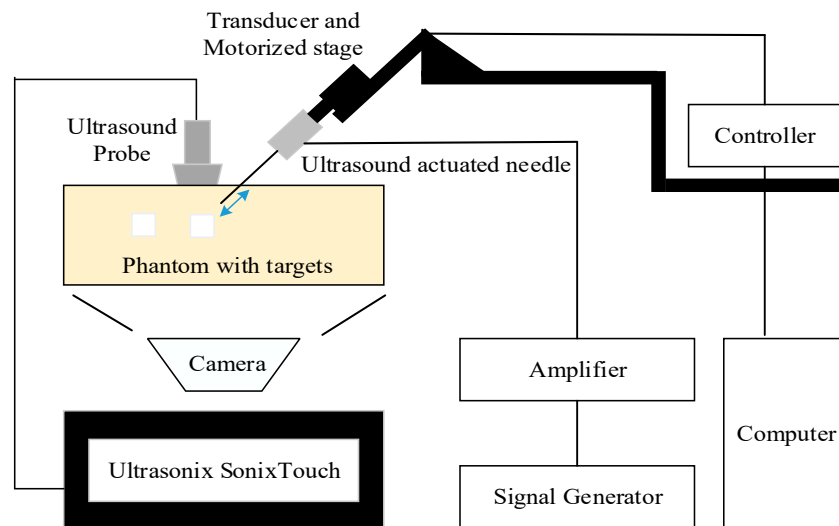 Transducer and
Motorized stage
Ultrasound
Probe
Controller
Ultrasound actuated needle
Phantom with targets
Camera
Amplifier
Computer
Ultrasonix SonixTouch
Signal Generator